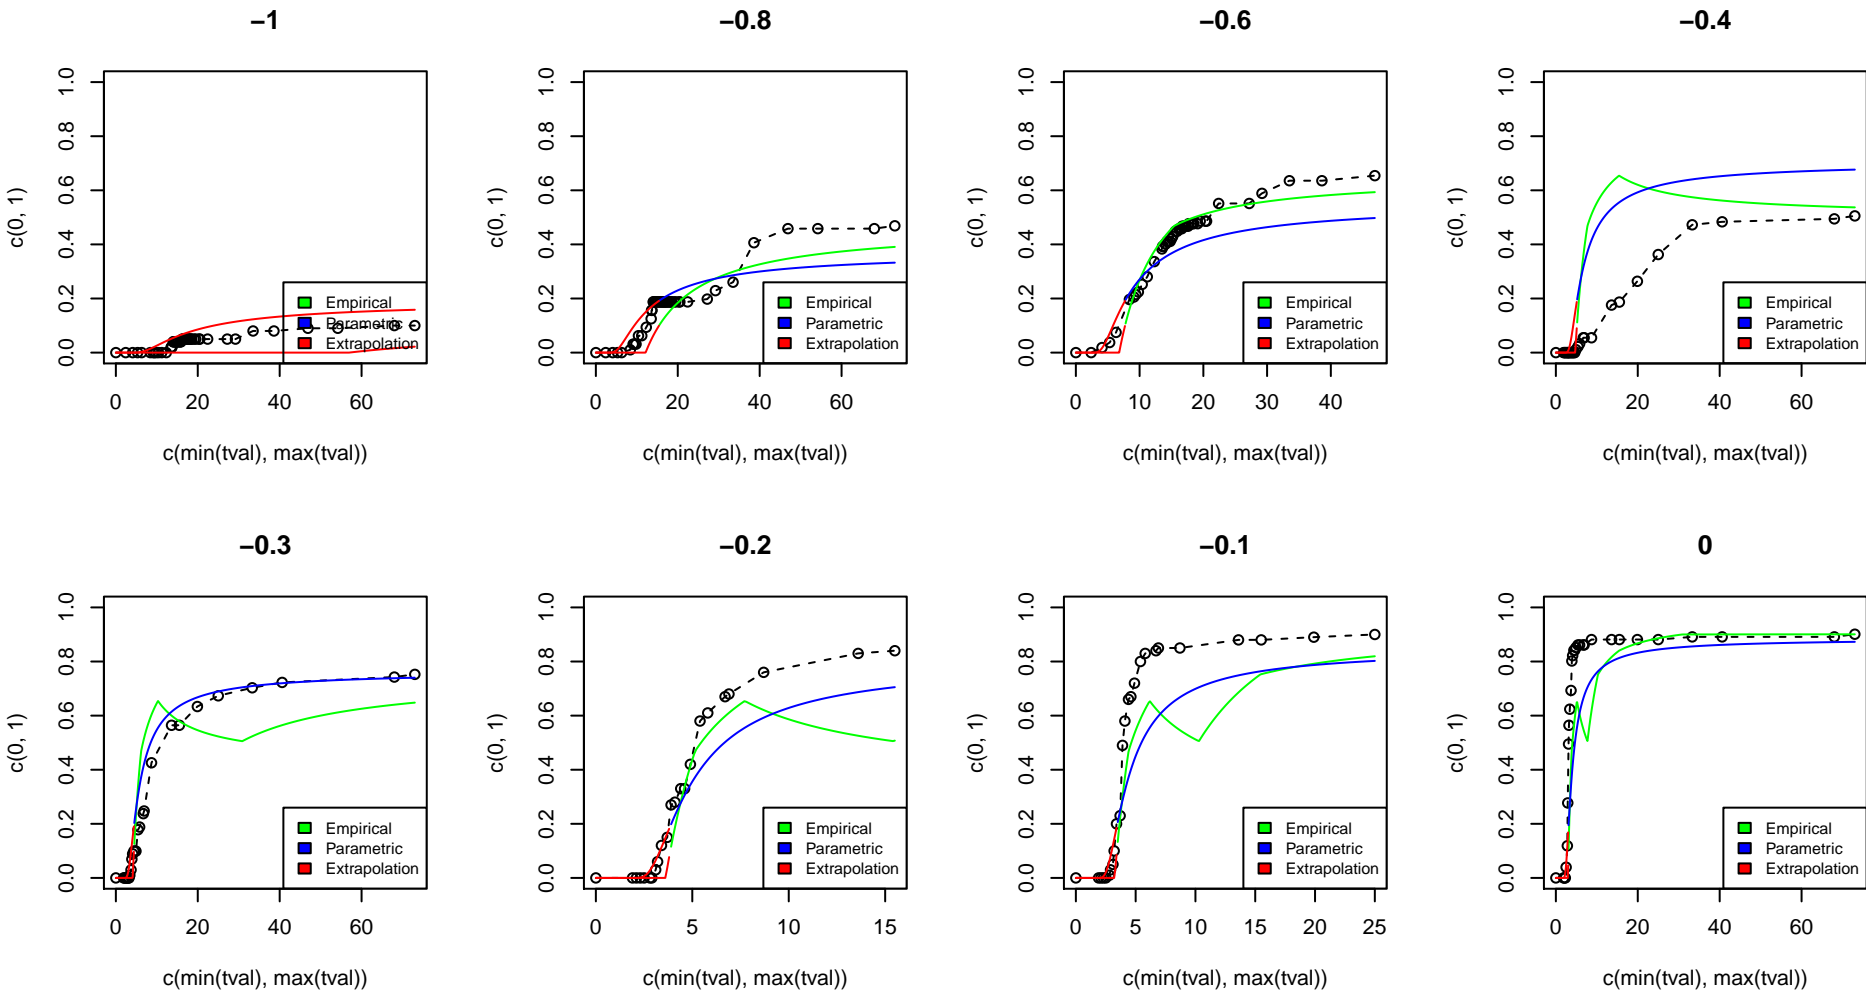 −1
c(0, 1)
0.0 0.2 0.4 0.6 0.8 1.0
Empirical
Parametric
Extrapolation
0 20 40 60
c(min(tval), max(tval))
−0.8
c(0, 1)
0.0 0.2 0.4 0.6 0.8 1.0
Empirical
Parametric
Extrapolation
0 20 40 60
c(min(tval), max(tval))
−0.6
c(0, 1)
0.0 0.2 0.4 0.6 0.8 1.0
Empirical
Parametric
Extrapolation
0 10 20 30 40
c(min(tval), max(tval))
−0.4
c(0, 1)
0.0 0.2 0.4 0.6 0.8 1.0
Empirical
Parametric
Extrapolation
0 20 40 60
c(min(tval), max(tval))
−0.3
c(0, 1)
0.0 0.2 0.4 0.6 0.8 1.0
Empirical
Parametric
Extrapolation
0 20 40 60
c(min(tval), max(tval))
−0.2
c(0, 1)
0.0 0.2 0.4 0.6 0.8 1.0
Empirical
Parametric
Extrapolation
0 5 10 15
c(min(tval), max(tval))
−0.1
c(0, 1)
0.0 0.2 0.4 0.6 0.8 1.0
Empirical
Parametric
Extrapolation
0 5 10 15 20 25
c(min(tval), max(tval))
0
c(0, 1)
0.0 0.2 0.4 0.6 0.8 1.0
Empirical
Parametric
Extrapolation
0 20 40 60
c(min(tval), max(tval))